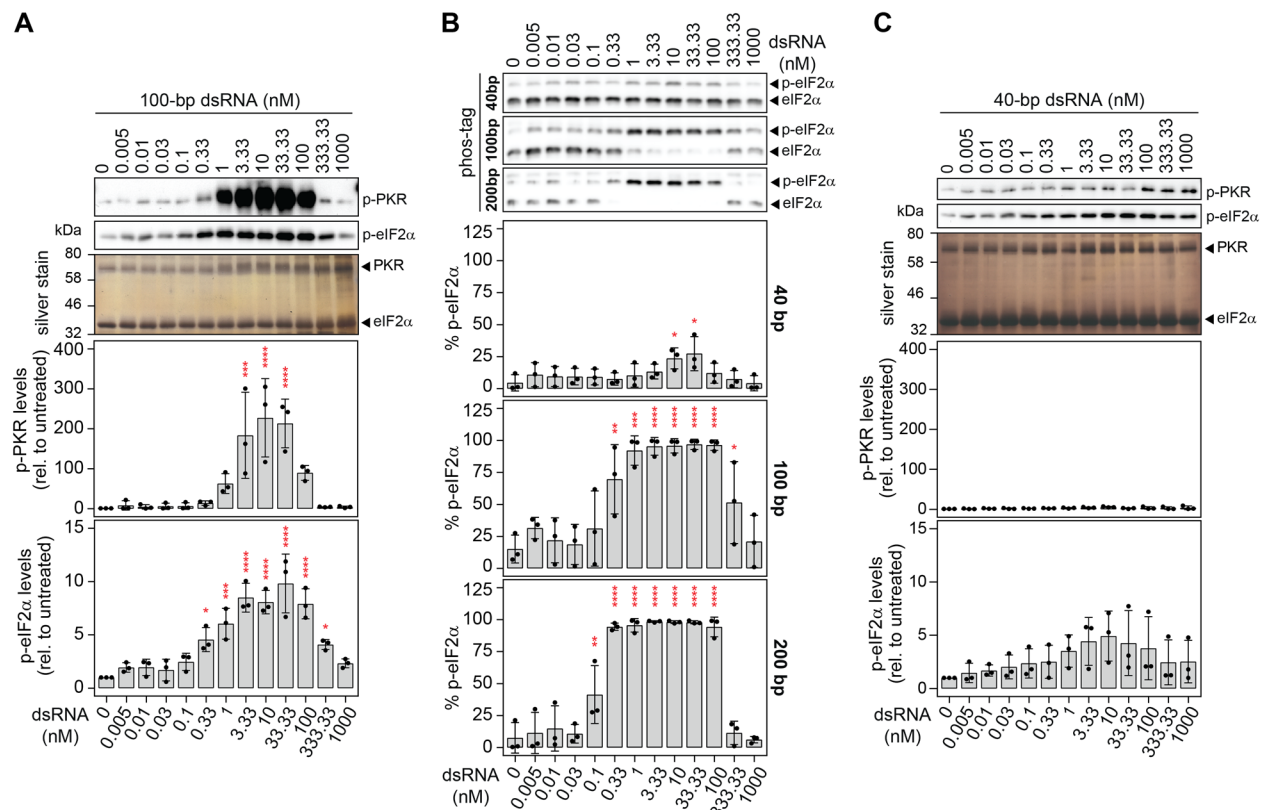 A
100-bp dsRNA (nM)
0 0.005 0.01 0.03 0.1 0.33 1 3.33 10 33.33 100 333.33 1000
p-PKR
kDa
p-eIF2α
80
PKR
58
46
silver stain
32
eIF2α
400
300
200
100
0
p-PKR levels
(rel. to untreated)
*** **** ****
15
10
5
0
p-eIF2α levels
(rel. to untreated)
* *** **** **** **** **** *
dsRNA
(nM)
0 0.005 0.01 0.03 0.1 0.33 1 3.33 10 33.33 100 333.33 1000
B
0 0.005 0.01 0.03 0.1 0.33 1 3.33 10 33.33 100 333.33 1000
dsRNA
(nM)
phos-tag
40bp
p-eIF2α
eIF2α
100bp
p-eIF2α
eIF2α
200bp
p-eIF2α
eIF2α
125
100
75
50
25
0
% p-eIF2α
* *
40 bp
125
100
75
50
25
0
% p-eIF2α
** *** **** **** **** **** *
100 bp
125
100
75
50
25
0
% p-eIF2α
** **** **** **** **** **** ****
200 bp
dsRNA
(nM)
0 0.005 0.01 0.03 0.1 0.33 1 3.33 10 33.33 100 333.33 1000
C
40-bp dsRNA (nM)
0 0.005 0.01 0.03 0.1 0.33 1 3.33 10 33.33 100 333.33 1000
p-PKR
kDa
p-eIF2α
80
PKR
58
46
silver stain
32
eIF2α
400
300
200
100
0
p-PKR levels
(rel. to untreated)
15
10
5
0
p-eIF2α levels
(rel. to untreated)
dsRNA
(nM)
0 0.005 0.01 0.03 0.1 0.33 1 3.33 10 33.33 100 333.33 1000